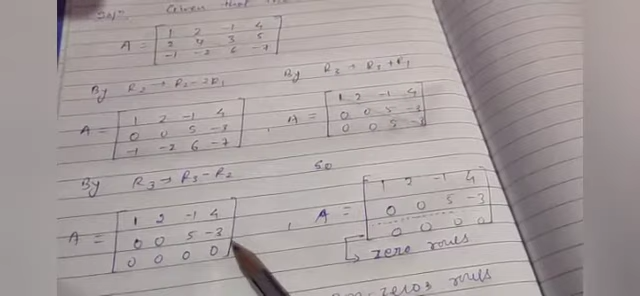 Given that the
A = [ 1 2 -1 4
2 4 3 5
-1 -2 6 -7 ]
By R₂ → R₂ - 2R₁ By R₃ → R₃ + R₁
A = [ 1 2 -1 4
0 0 5 -3
-1 -2 6 -7 ] , A = [ 1 2 -1 4
0 0 5 -3
0 0 5 -3 ]
By R₃ → R₃ - R₂ so
A = [ 1 2 -1 4
0 0 5 -3
0 0 0 0 ] , A = [ 1 2 -1 4
0 0 5 -3
0 0 0 0 ]
↳ zero rows
zeros rows